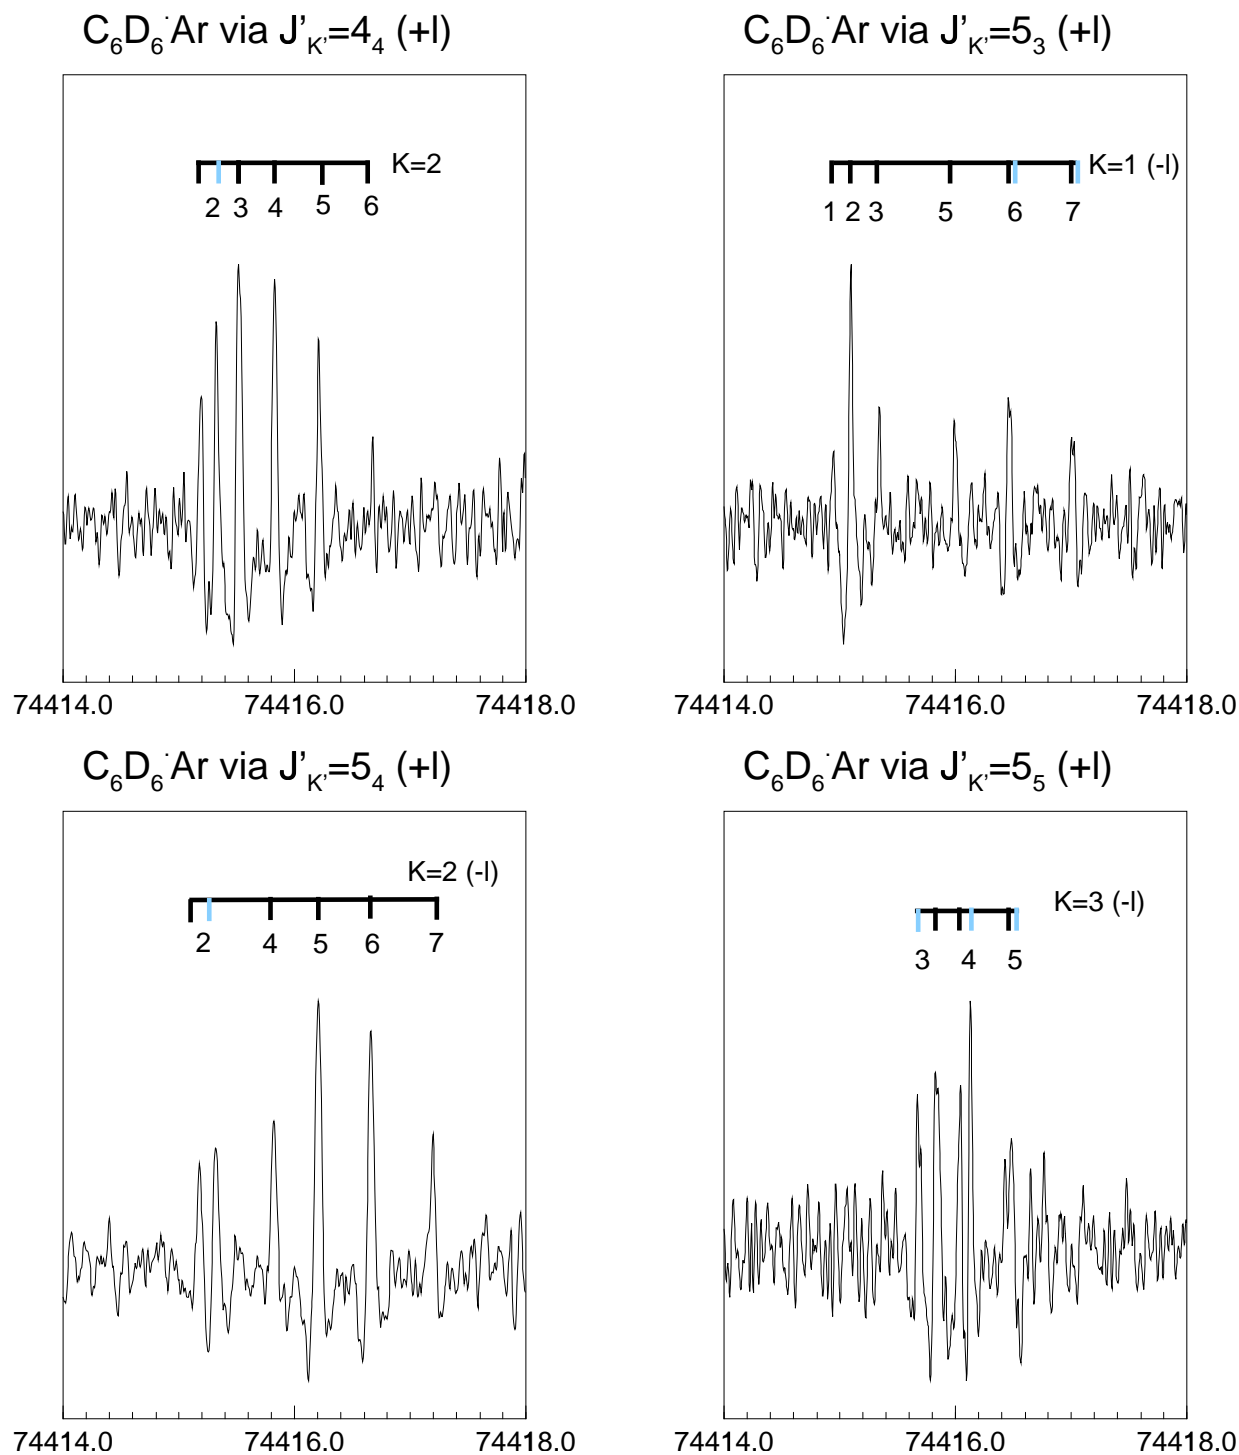 C6D6·Ar via J’K’=44 (+l)
K=2
2 3 4 5 6
74414.0 74416.0 74418.0
C6D6·Ar via J’K’=53 (+l)
K=1 (-l)
1 2 3 5 6 7
74414.0 74416.0 74418.0
C6D6·Ar via J’K’=54 (+l)
K=2 (-l)
2 4 5 6 7
74414.0 74416.0 74418.0
C6D6·Ar via J’K’=55 (+l)
K=3 (-l)
3 4 5
74414.0 74416.0 74418.0